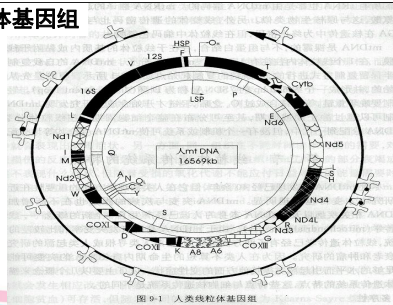 体基因组
HSP
O
12S
F
V
T
16S
Cytb
LSP
P
E
Nd6
L
Nd1
I
M
Q
人mt DNA
16569kb
Nd5
L
S
H
Nd2
W
A
N
C
Y
Nd4
ND4L
R
Nd3
G
S
COXI
D
COXII
K
A8
A6
COXIII
图 9-1 人类线粒体基因组